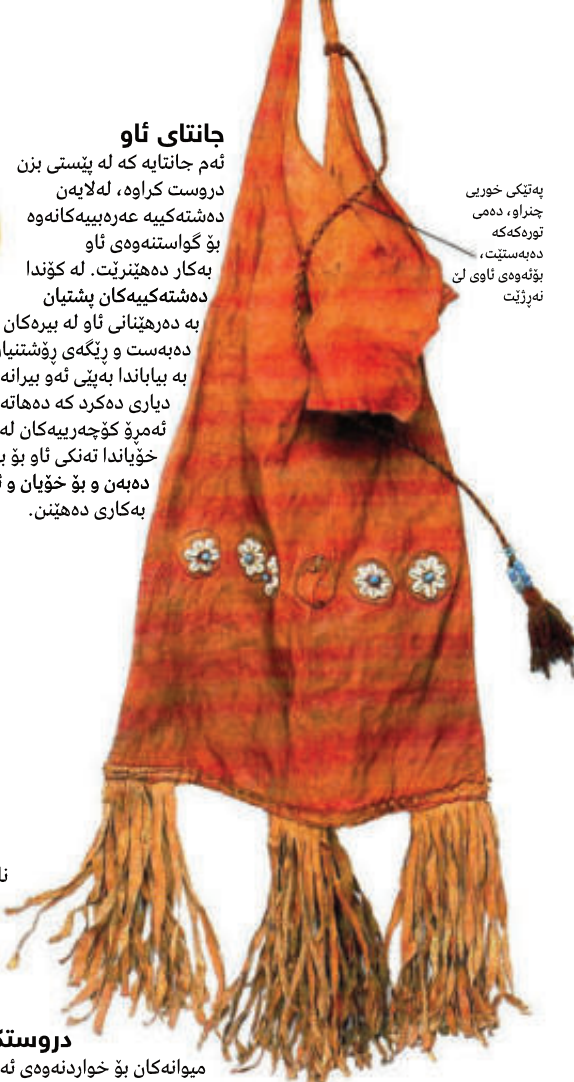 جانتای ئاو
ئەم جانتایە کە لە پێستی بزن
دروست کراوە، لەلایەن
دەشتەکییە عەرەبییەکانەوە
بۆ گواستنەوەی ئاو
بەکار دەهێنرێت. لە کۆندا
دەشتەکییەکان پشتیان
بە دەرهێنانی ئاو لە بیرەکان
دەبەست و ڕێگەی ڕۆشتنیان
بە بیاباندا بەپێی ئەو بیرانە
دیاری دەکرد کە دەهاتە
ئەمڕۆ کۆچەرییەکان لە
خۆیاندا تەنکی ئاو بۆ
دەبەن و بۆ خۆیان و
بەکاری دەهێنن.
پەتێکی خوریی
چنراو، دەمی
تورەکەکە
دەبەستێت،
بۆئەوەی ئاوی لێ
نەڕژێت
میوانەکان بۆ خواردنەوەی